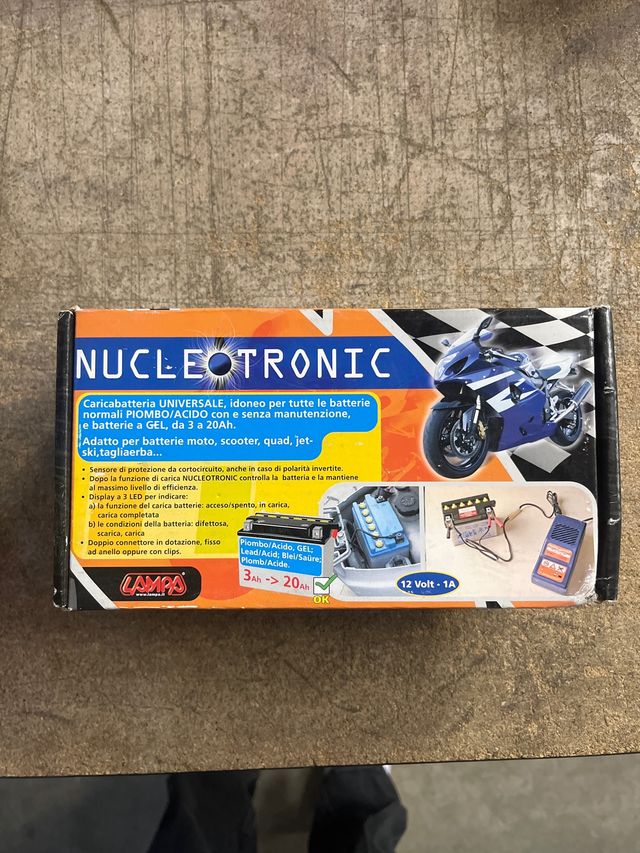 NUCLEOTRONIC
Caricabatteria UNIVERSALE, idoneo per tutte le batterie
normali PIOMBO/ACIDO con e senza manutenzione,
e batterie a GEL, da 3 a 20Ah.
Adatto per batterie moto, scooter, quad, jet-
ski,tagliaerba...
• Sensore di protezione da cortocircuito, anche in caso di polarità invertite.
• Dopo la funzione di carica NUCLEOTRONIC controlla la batteria e la mantiene
al massimo livello di efficienza.
• Display a 3 LED per indicare:
a) la funzione del carica batterie: acceso/spento, in carica,
carica completata
b) le condizioni della batteria: difettosa,
scarica, carica
• Doppio connettore in dotazione, fisso
ad anello oppure con clips.
LAMPA
www.lampa.it
Piombo/Acido, GEL;
Lead/Acid; Blei/Saüre;
Plomb/Acide.
3Ah -> 20Ah
OK
12 Volt - 1A